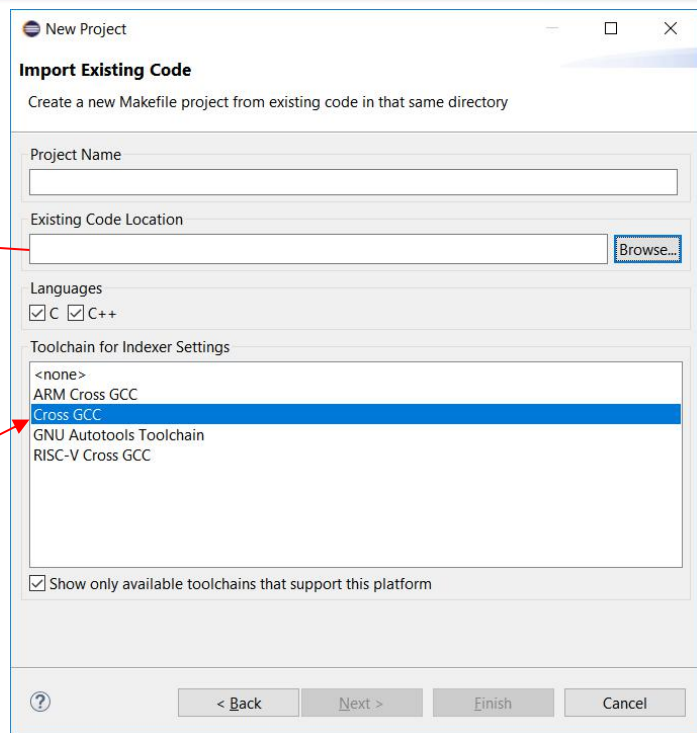 New Project
Import Existing Code
Create a new Makefile project from existing code in that same directory
Project Name
Existing Code Location
Browse...
Languages
C C++
Toolchain for Indexer Settings
<none>
ARM Cross GCC
Cross GCC
GNU Autotools Toolchain
RISC-V Cross GCC
Show only available toolchains that support this platform
? < Back Next > Finish Cancel